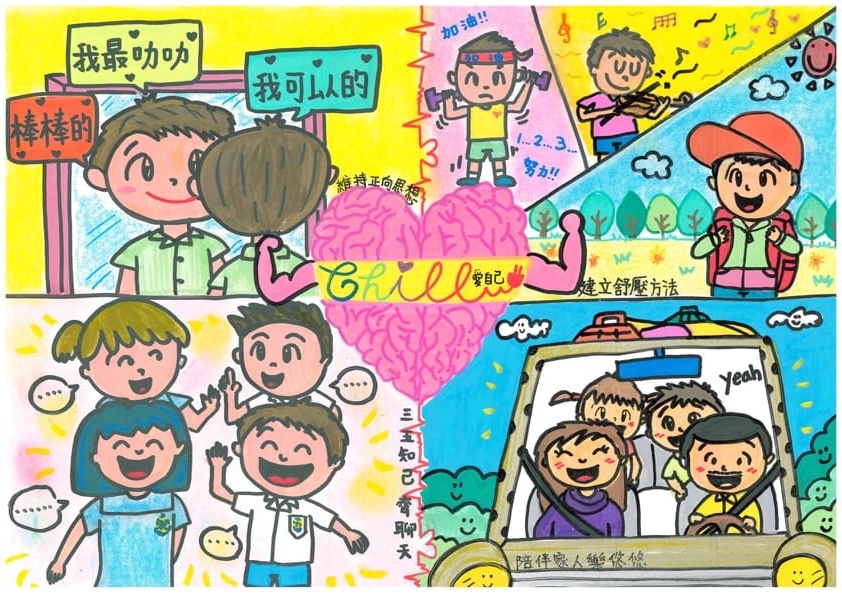 我最叻叻
我可以的
棒棒的
加油!!
加油
1...2...3...
努力!!
維持正向思想
Chill
愛自己
建立舒壓方法
三五知己齊聊天
yeah
陪伴家人樂悠悠